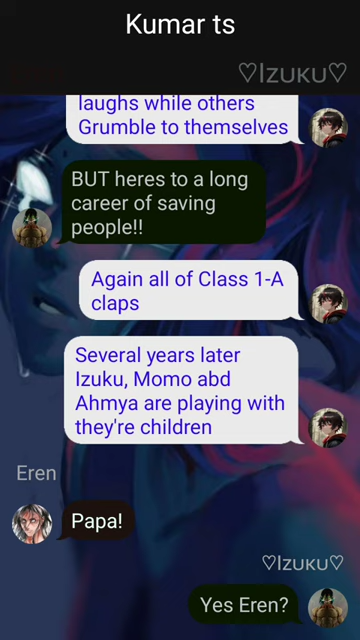 Kumar ts
♡Izuku♡
laughs while others
Grumble to themselves
BUT heres to a long
career of saving
people!!
Again all of Class 1-A
claps
Several years later
Izuku, Momo abd
Ahmya are playing with
they're children
Eren
Papa!
♡Izuku♡
Yes Eren?